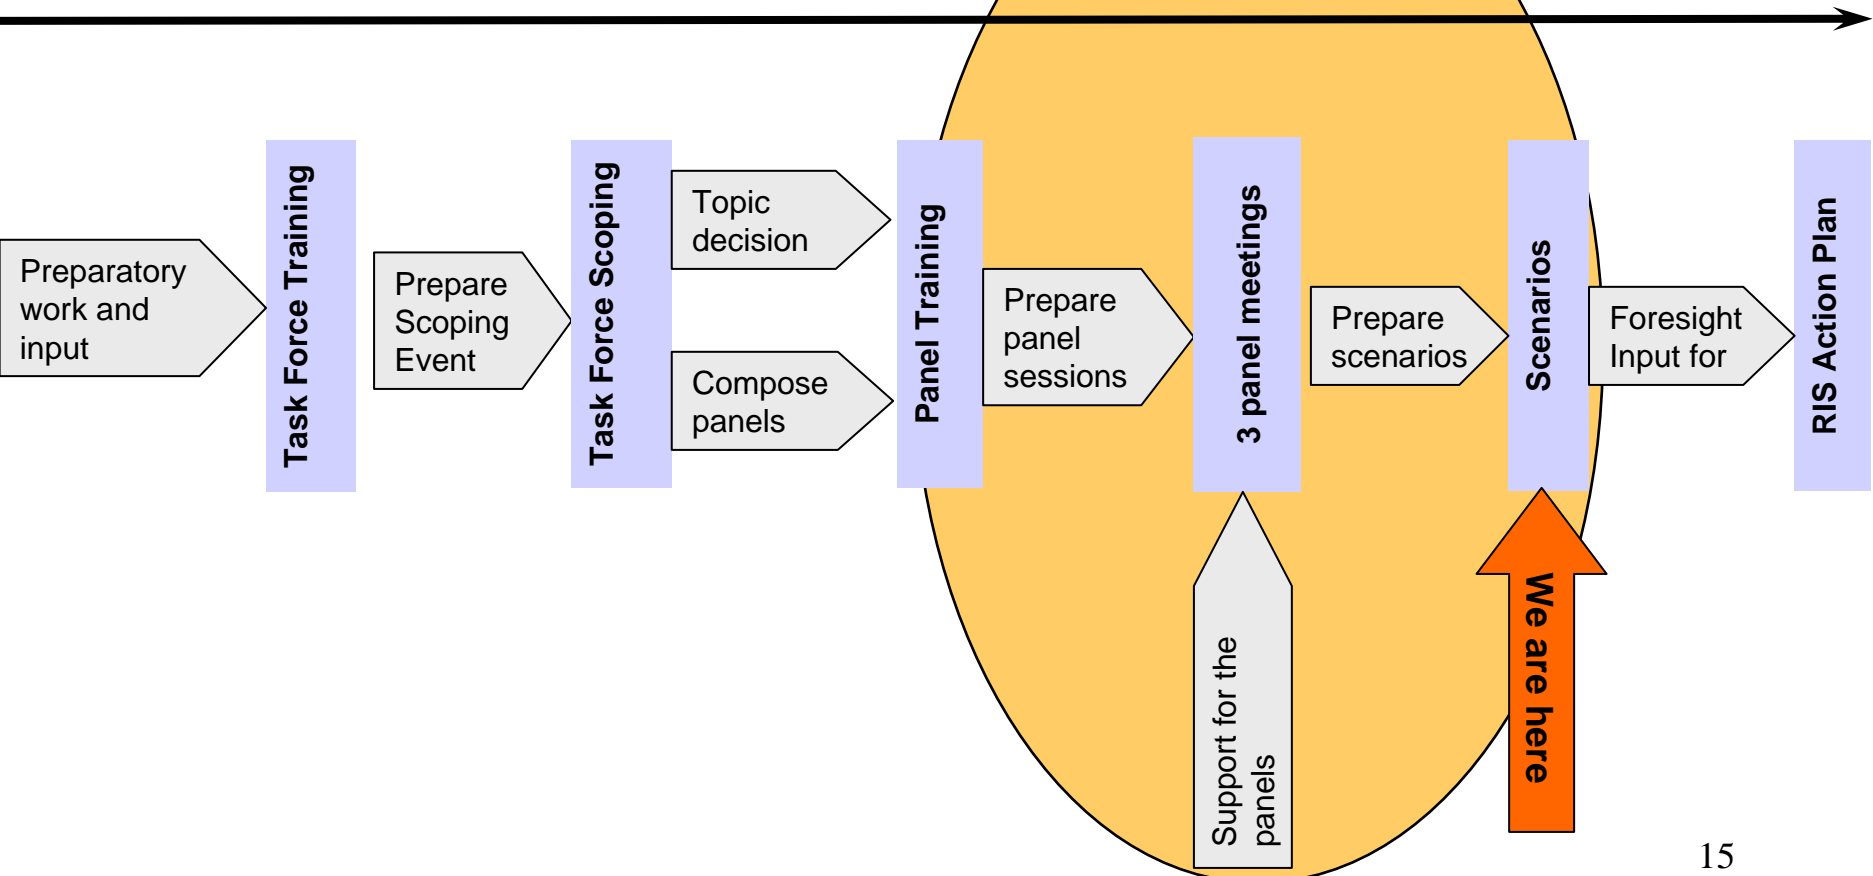 Preparatory
work and
input
Task Force Training
Prepare
Scoping
Event
Task Force Scoping
Topic
decision
Compose
panels
Panel Training
Prepare
panel
sessions
3 panel meetings
Support for the
panels
Prepare
scenarios
Scenarios
We are here
Foresight
Input for
RIS Action Plan
15